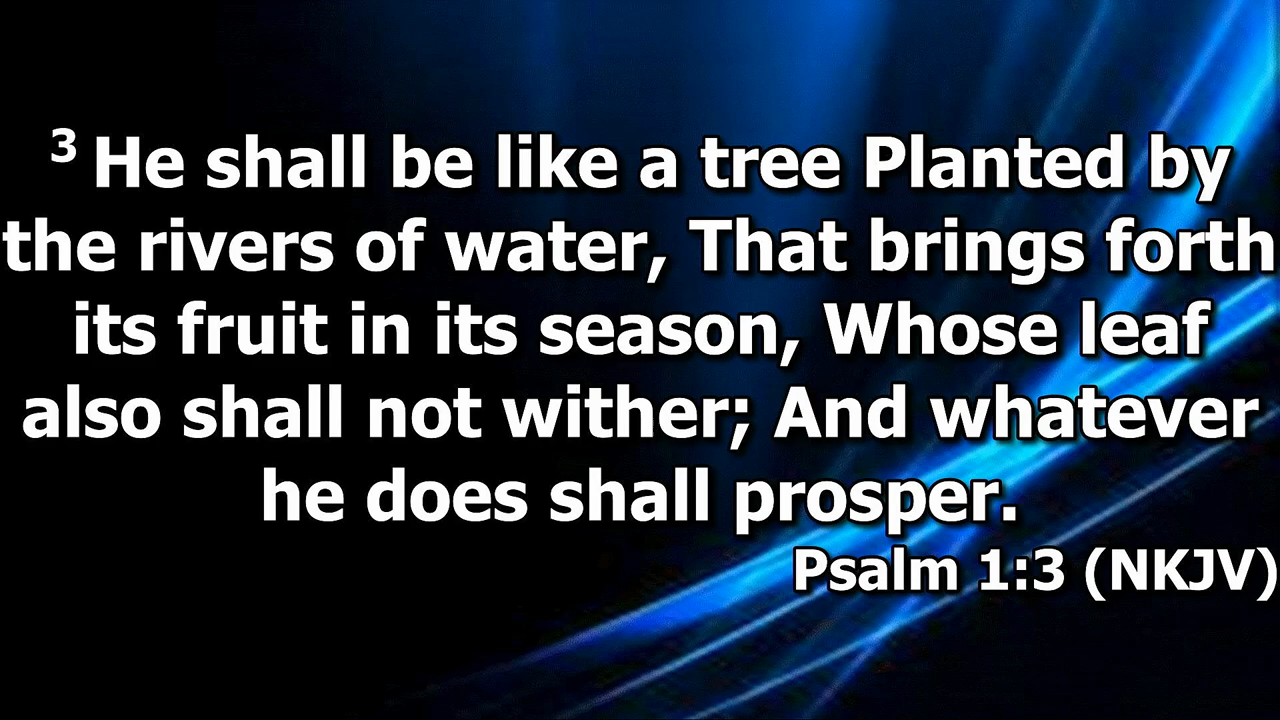 3 He shall be like a tree Planted by
the rivers of water, That brings forth
its fruit in its season, Whose leaf
also shall not wither; And whatever
he does shall prosper.
Psalm 1:3 (NKJV)